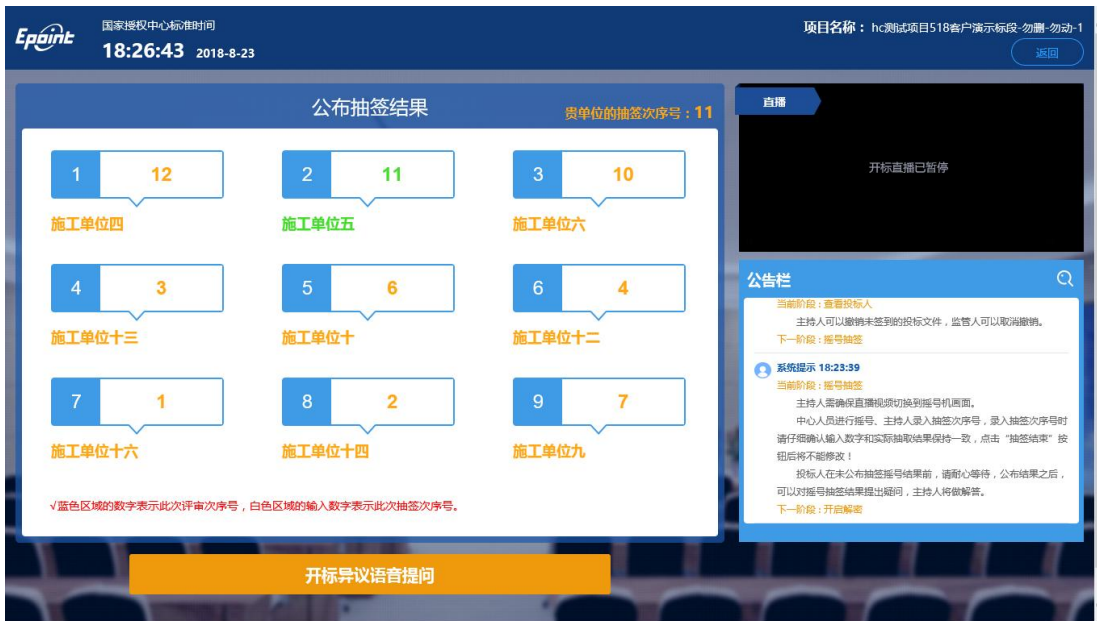 Epoint
国家授权中心标准时间
18:26:43 2018-8-23
项目名称：hc测试项目518客户演示标段-勿删-勿动-1
返回
公布抽签结果
贵单位的抽签次序号：11
1 12
施工单位四
2 11
施工单位五
3 10
施工单位六
4 3
施工单位十三
5 6
施工单位十
6 4
施工单位十二
7 1
施工单位十六
8 2
施工单位十四
9 7
施工单位九
√蓝色区域的数字表示此次评审次序号，白色区域的输入数字表示此次抽签次序号。
开标异议语音提问
直播
开标直播已暂停
公告栏
当前阶段：查看投标人
主持人可以撤销未签到的投标文件，监管人可以取消撤销。
下一阶段：摇号抽签
系统提示 18:23:39
当前阶段：摇号抽签
主持人需确保直播视频切换到摇号机画面。
中心人员进行摇号、主持人录入抽签次序号，录入抽签次序号时
请仔细确认输入数字和实际抽取结果保持一致，点击“抽签结束”按
钮后将不能修改！
投标人在未公布抽签摇号结果前，请耐心等待，公布结果之后，
可以对摇号抽签结果提出疑问，主持人将做解答。
下一阶段：开启解密